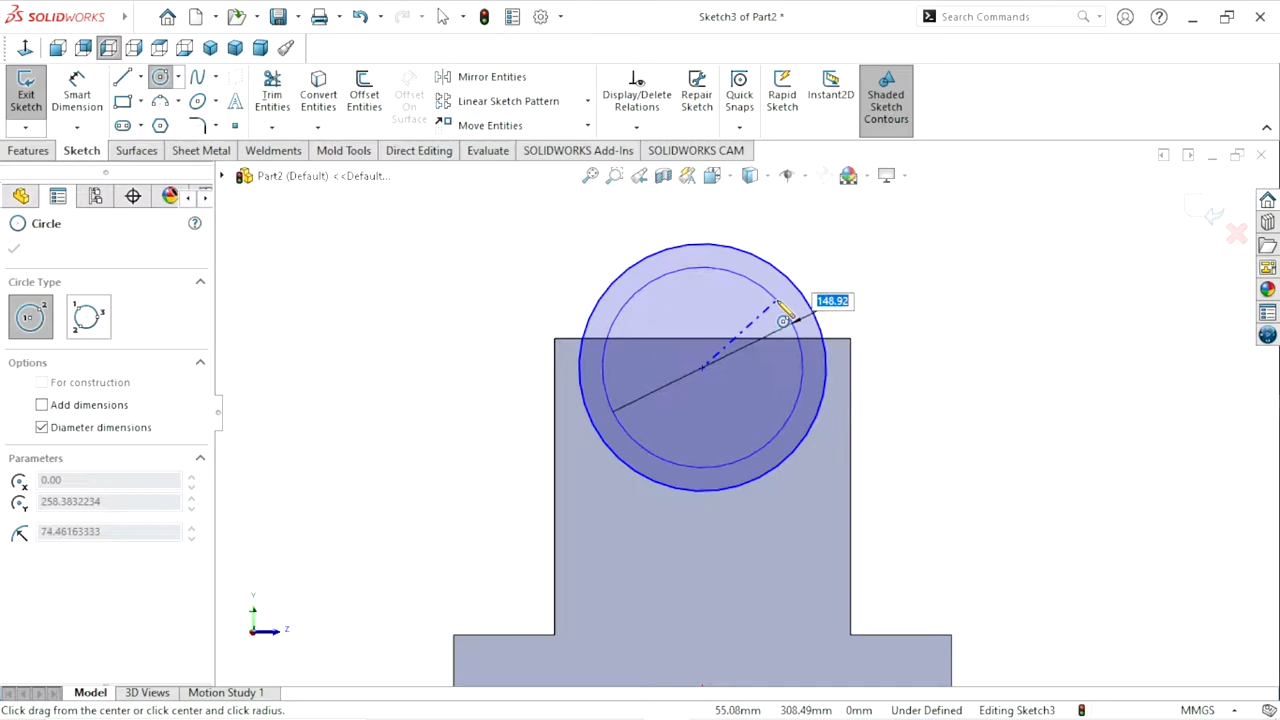 SOLIDWORKS
Sketch3 of Part2 *
Search Commands
Exit Sketch
Smart Dimension
Trim Entities
Convert Entities
Offset Entities
Offset On Surface
Mirror Entities
Linear Sketch Pattern
Move Entities
Display/Delete Relations
Repair Sketch
Quick Snaps
Rapid Sketch
Instant2D
Shaded Sketch Contours
Features
Sketch
Surfaces
Sheet Metal
Weldments
Mold Tools
Direct Editing
Evaluate
SOLIDWORKS Add-Ins
SOLIDWORKS CAM
Part2 (Default) <<Default...
Circle
Circle Type
Options
For construction
Add dimensions
Diameter dimensions
Parameters
0.00
258.3832234
74.46163333
148.92
Y
Z
Model
3D Views
Motion Study 1
Click drag from the center or click center and click radius.
55.08mm
308.49mm
0mm
Under Defined
Editing Sketch3
MMGS